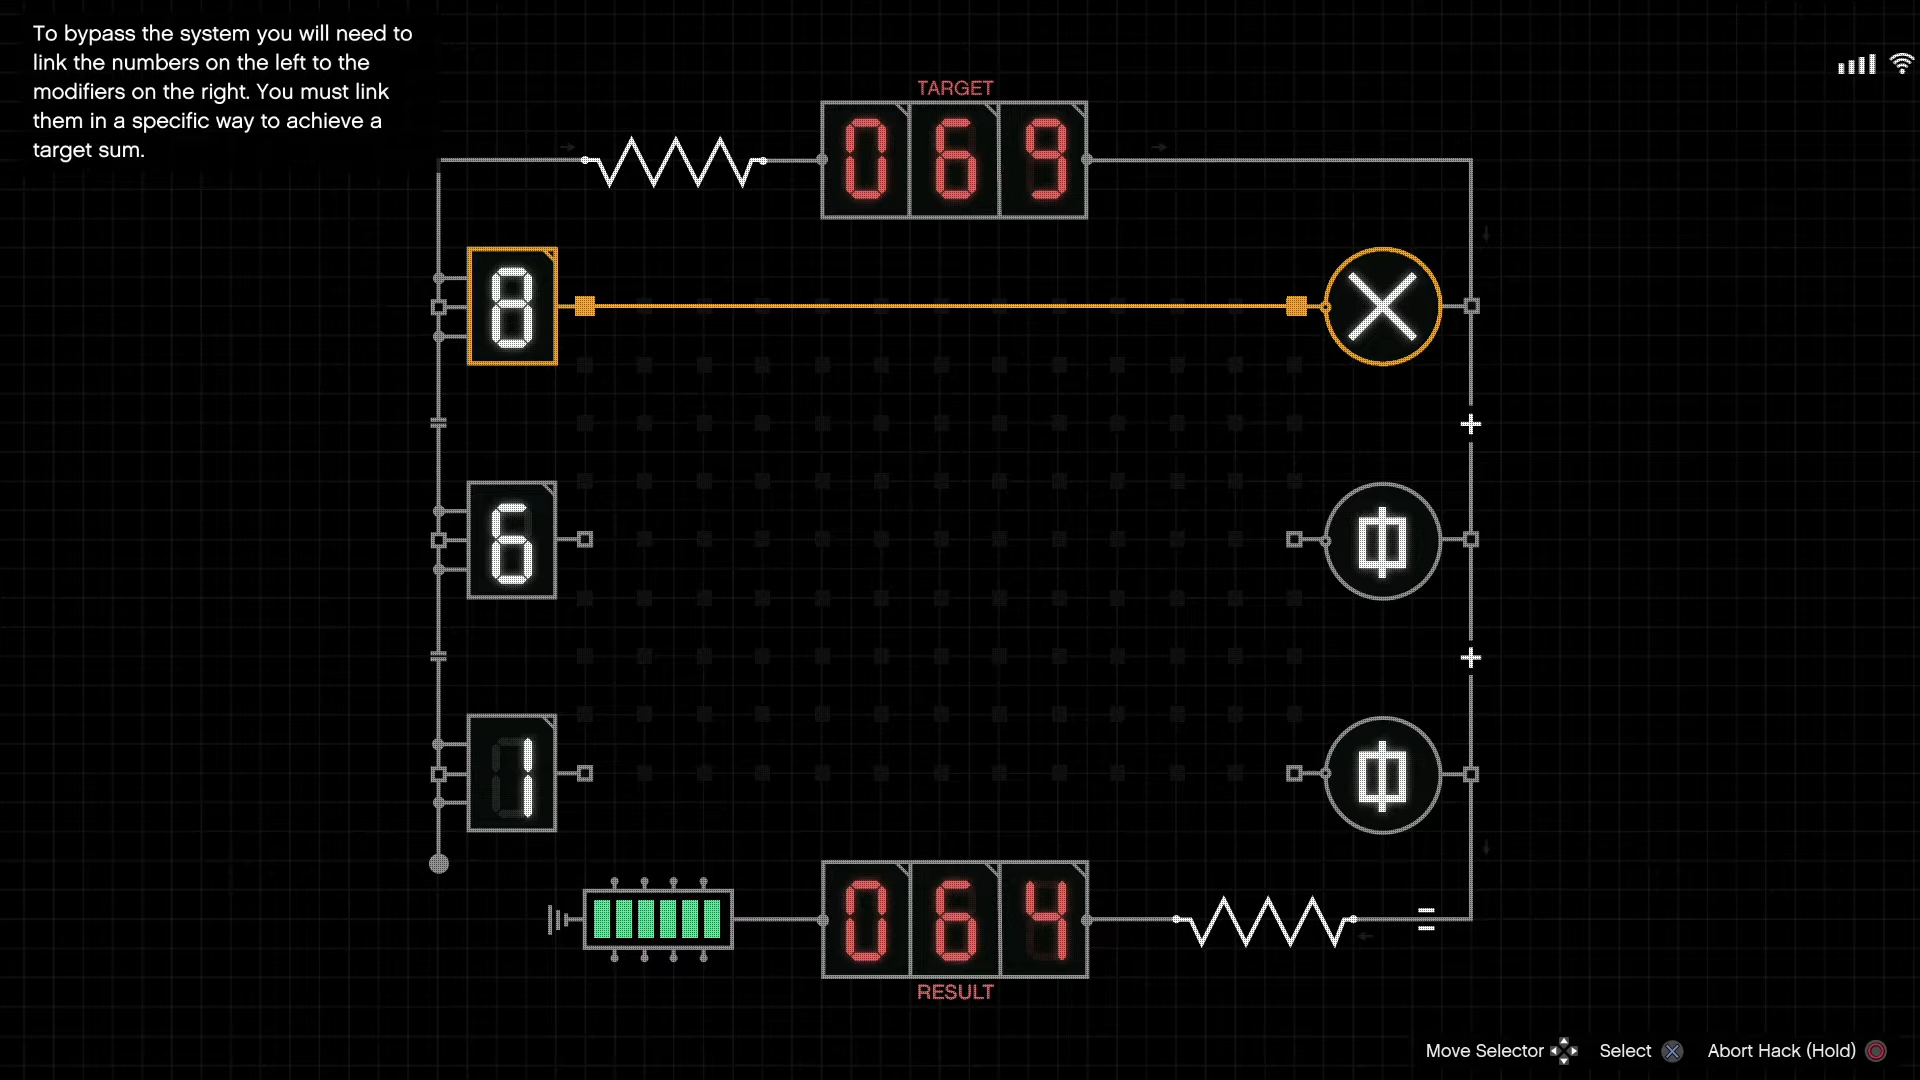 To bypass the system you will need to
link the numbers on the left to the
modifiers on the right. You must link
them in a specific way to achieve a
target sum.
TARGET
069
8
6
1
064
RESULT
Move Selector Select Abort Hack (Hold)